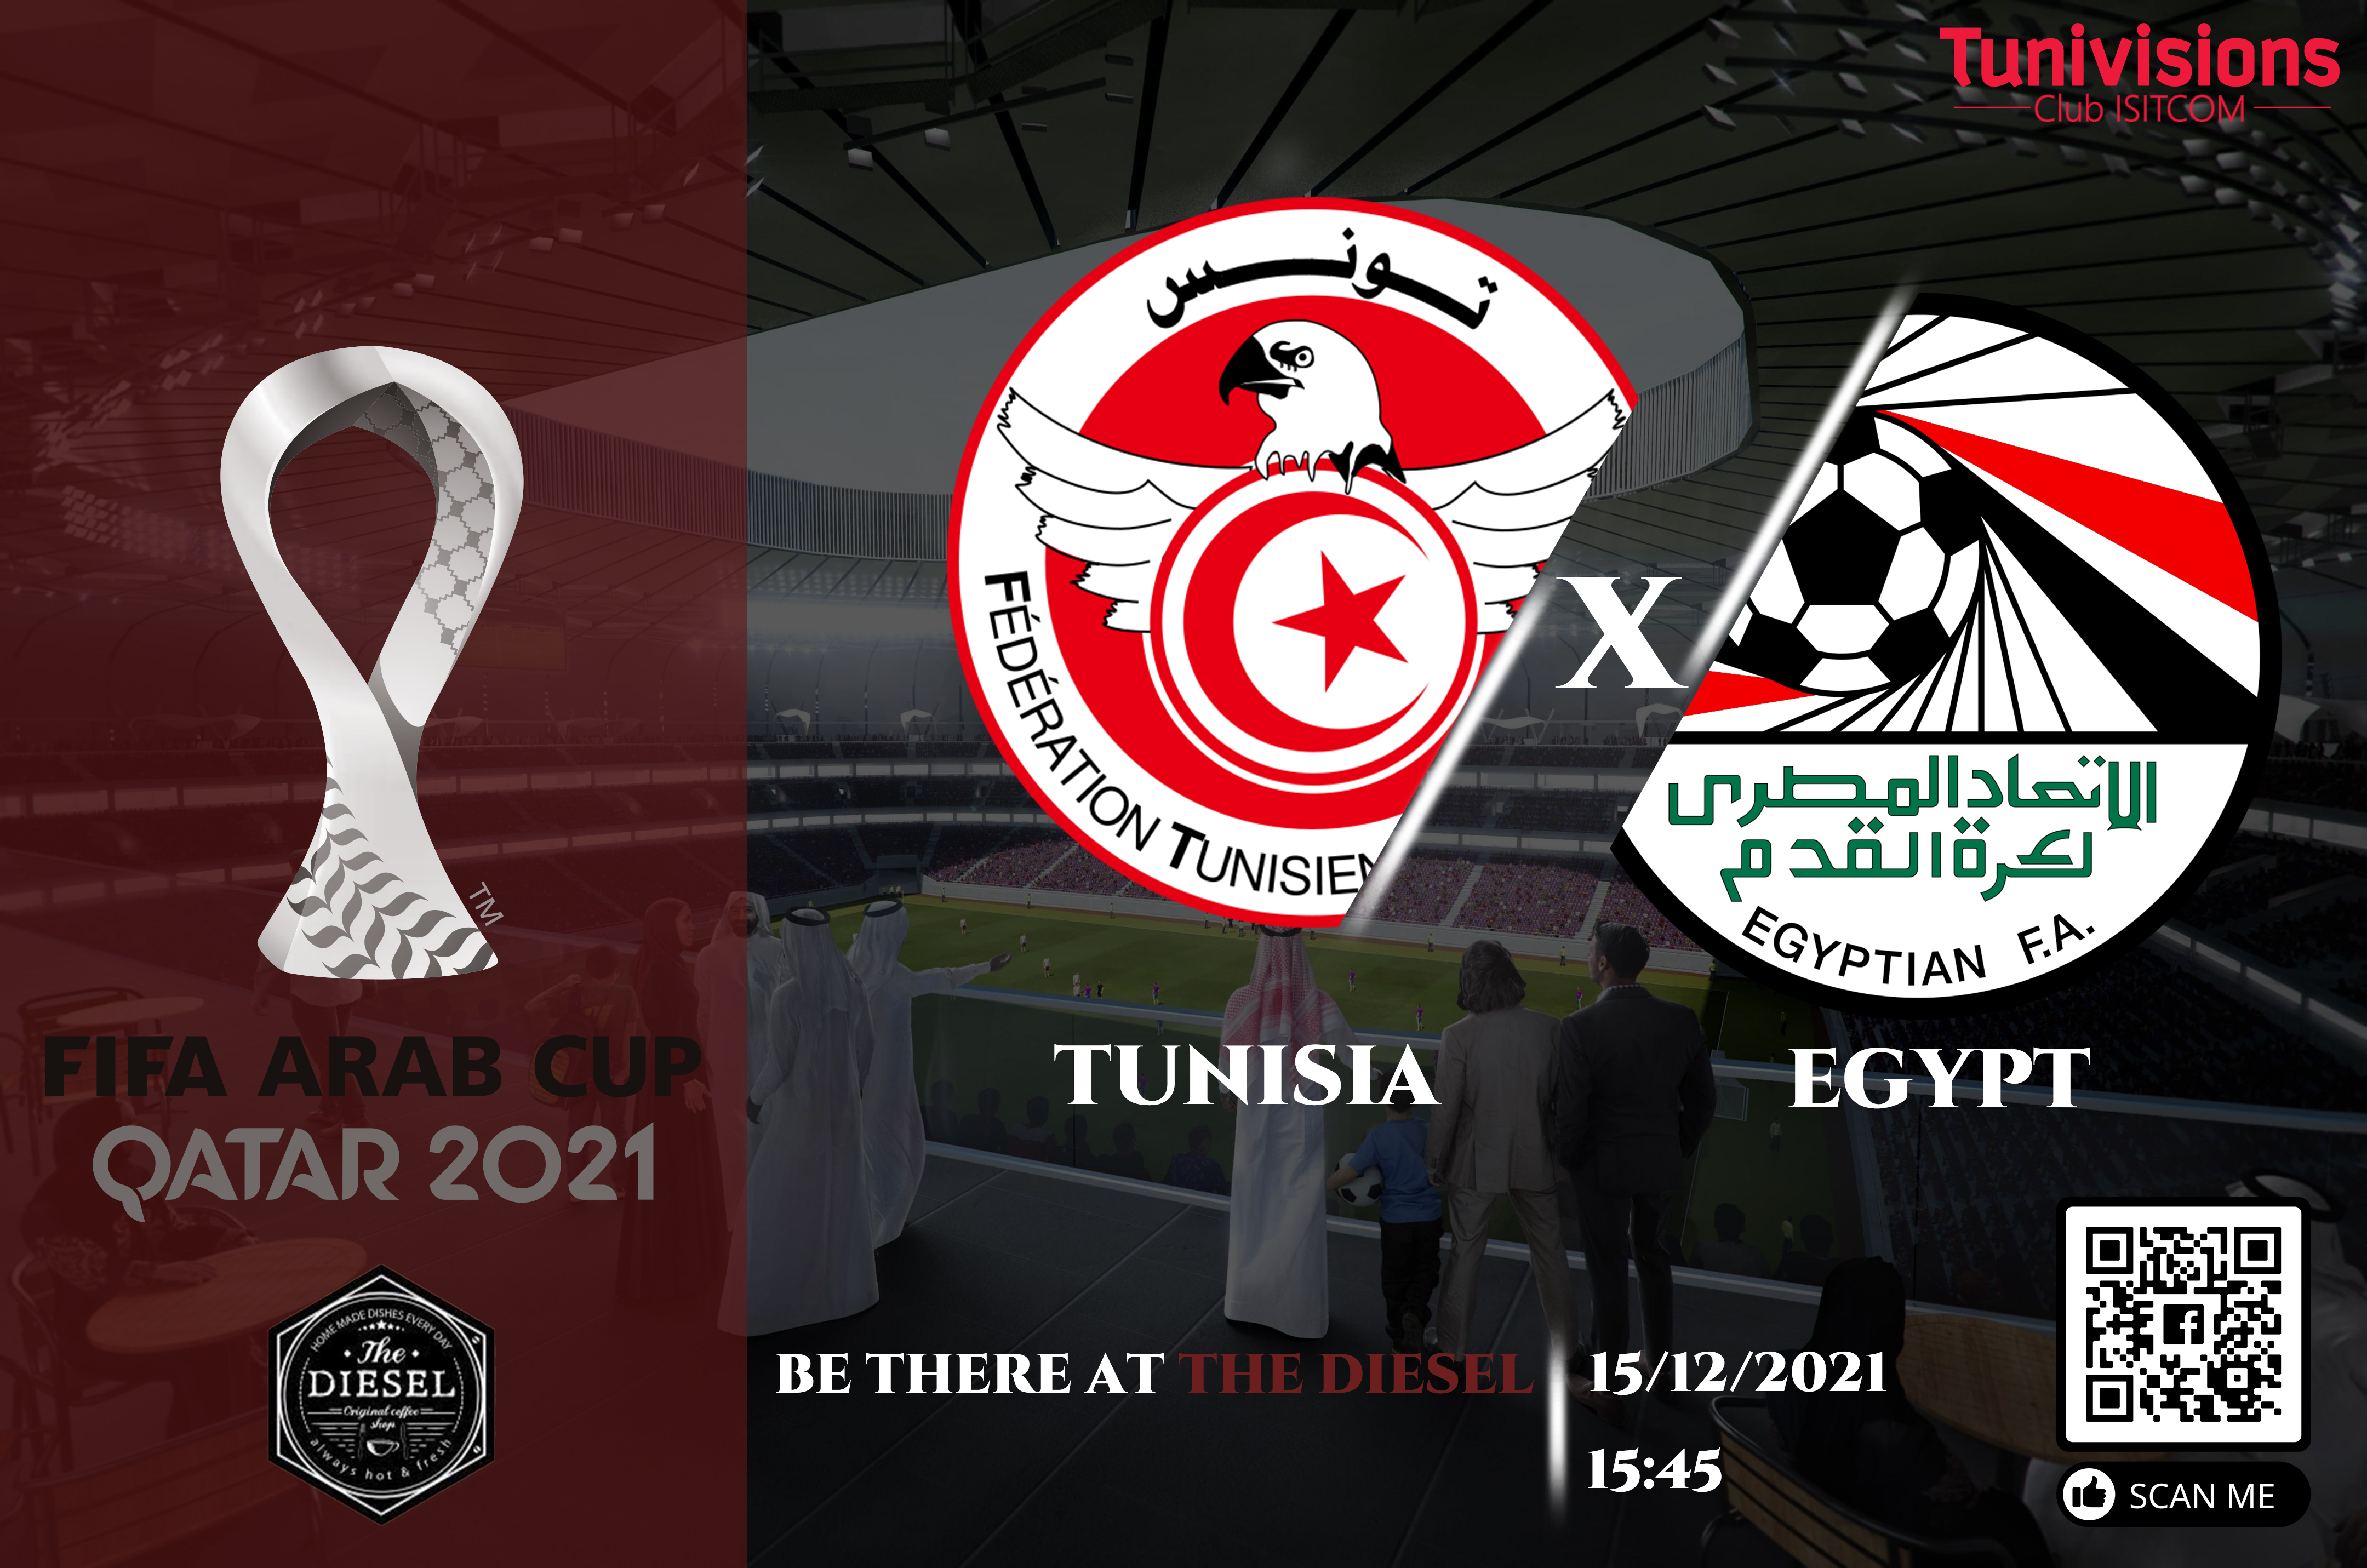 Tunivisions
Club ISITCOM
تونس
FÉDÉRATION TUNISIEN
X
الاتحاد المصرى
لكرة القدم
EGYPTIAN F.A.
TM
FIFA ARAB CUP
QATAR 2021
TUNISIA
EGYPT
HOME MADE DISHES EVERY DAY
The
DIESEL
Original coffee
shop
always hot & fresh
BE THERE AT THE DIESEL
15/12/2021
15:45
SCAN ME